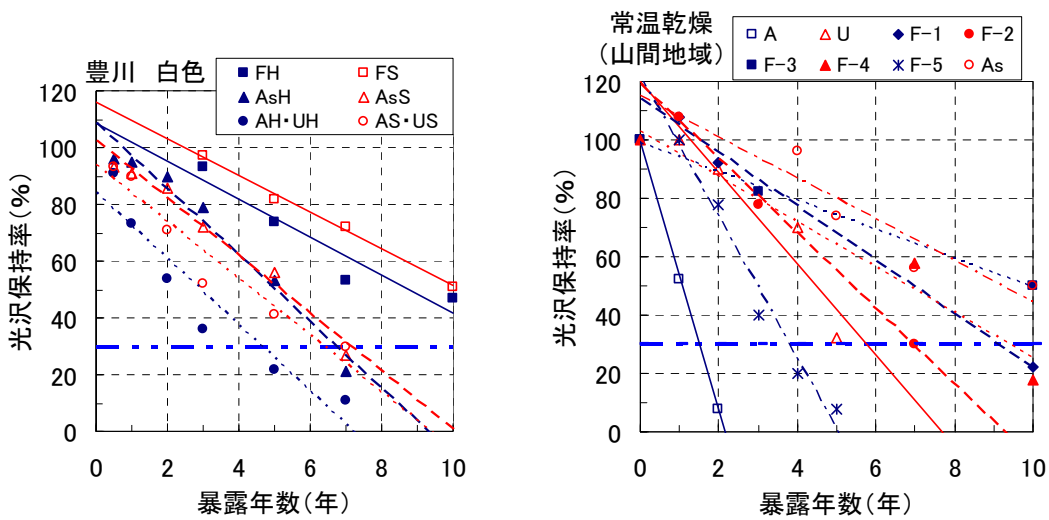 豊川 白色
FH FS
AsH AsS
AH・UH AS・US
120
100
80
60
40
20
0
0 2 4 6 8 10
光沢保持率(%)
暴露年数(年)
常温乾燥
(山間地域)
A U F-1 F-2
F-3 F-4 F-5 As
120
100
80
60
40
20
0
0 2 4 6 8 10
光沢保持率(%)
暴露年数(年)